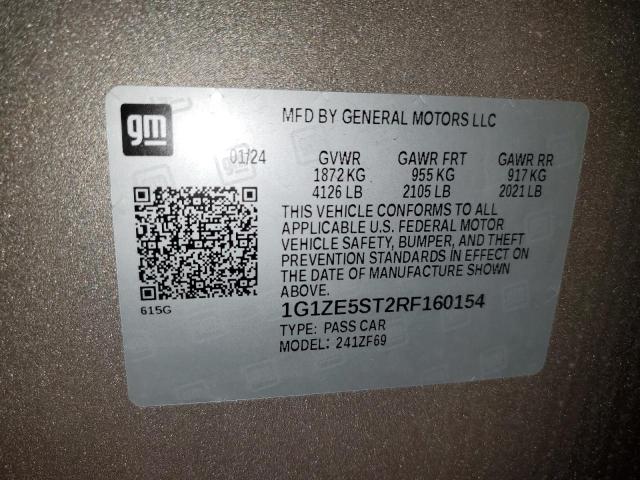 gm
MFD BY GENERAL MOTORS LLC
01/24 GVWR GAWR FRT GAWR RR
1872 KG 955 KG 917 KG
4126 LB 2105 LB 2021 LB
THIS VEHICLE CONFORMS TO ALL
APPLICABLE U.S. FEDERAL MOTOR
VEHICLE SAFETY, BUMPER, AND THEFT
PREVENTION STANDARDS IN EFFECT ON
THE DATE OF MANUFACTURE SHOWN
ABOVE.
615G
1G1ZE5ST2RF160154
TYPE: PASS CAR
MODEL: 241ZF69